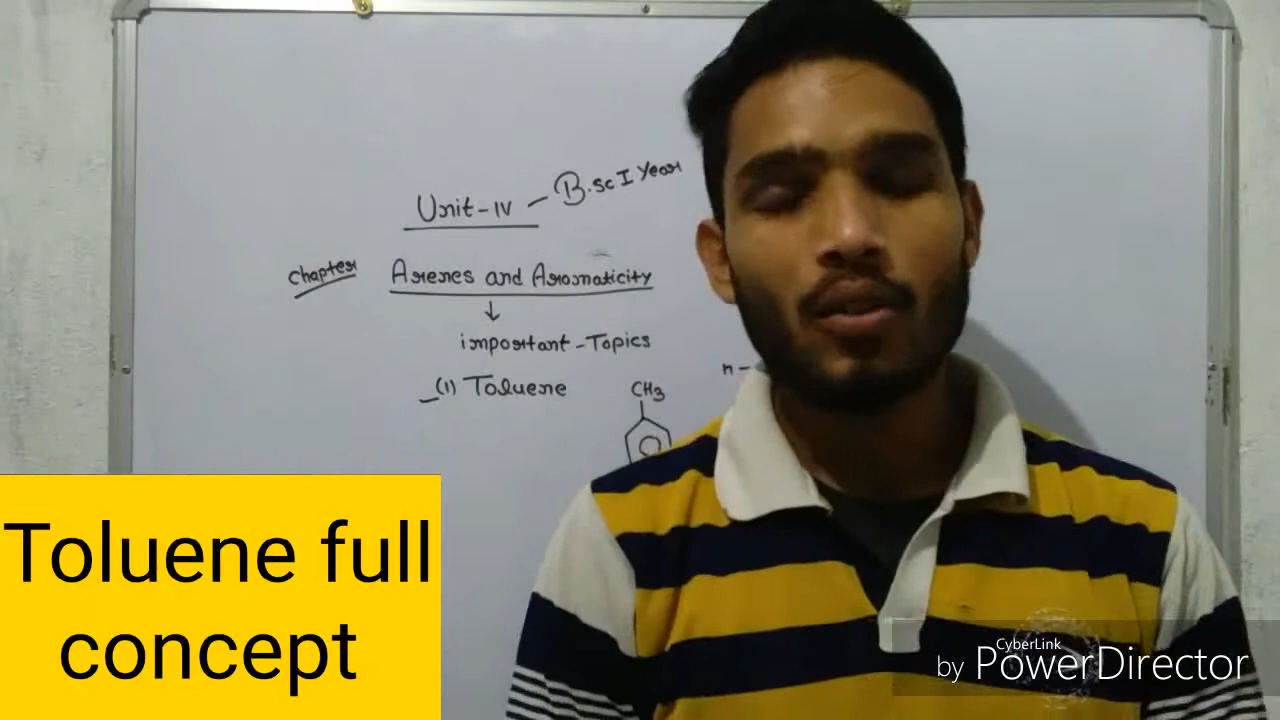 Unit-IV - B.Sc I Year
Chapter Arenes and Aromaticity
↓
important-Topics
(1) Toluene
CH3
n-
Toluene full
concept
CyberLink
by PowerDirector